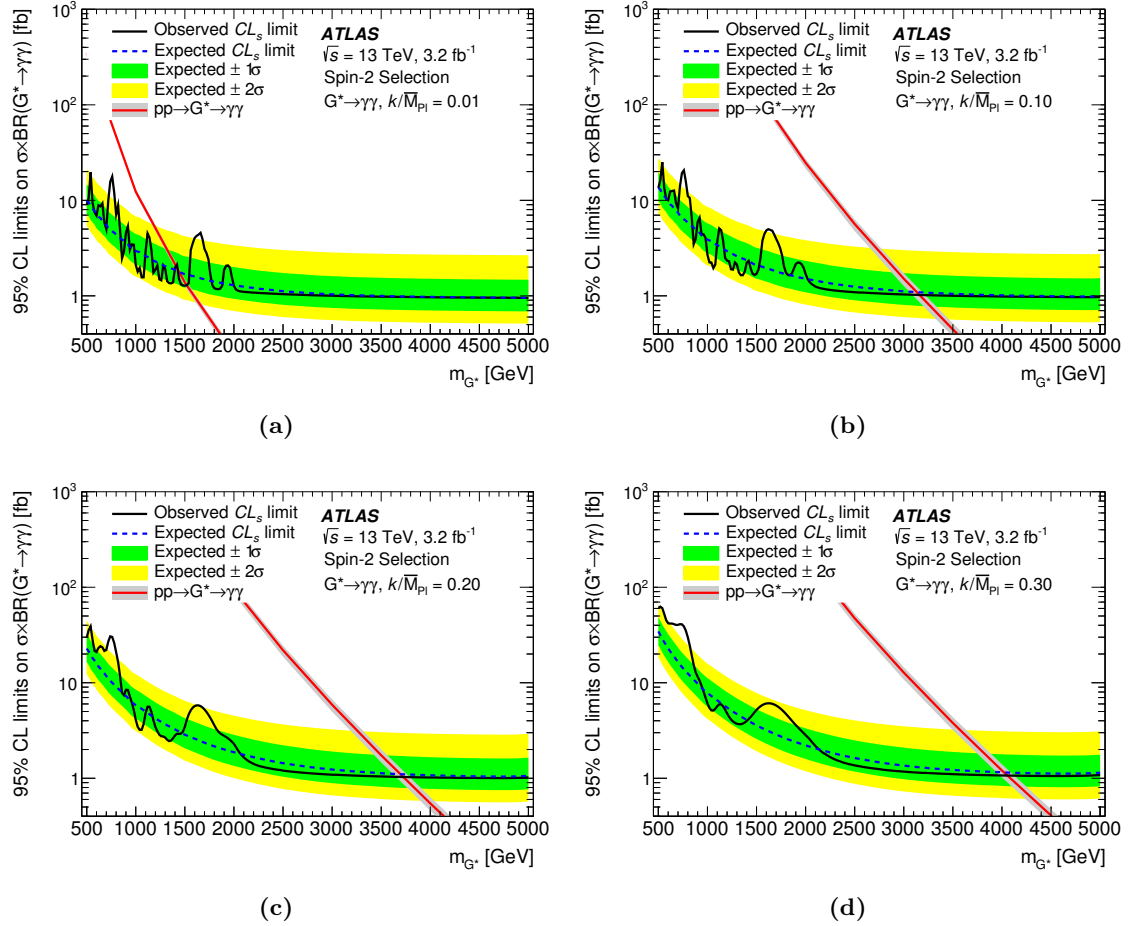 95% CL limits on σ×BR(G*→γγ) [fb]
10³
10²
10
1
Observed CLs limit
Expected CLs limit
Expected ± 1σ
Expected ± 2σ
pp→G*→γγ
ATLAS
√s = 13 TeV, 3.2 fb⁻¹
Spin-2 Selection
G*→γγ, k/M̅Pl = 0.01
500 1000 1500 2000 2500 3000 3500 4000 4500 5000
mG* [GeV]
(a)
95% CL limits on σ×BR(G*→γγ) [fb]
10³
10²
10
1
Observed CLs limit
Expected CLs limit
Expected ± 1σ
Expected ± 2σ
pp→G*→γγ
ATLAS
√s = 13 TeV, 3.2 fb⁻¹
Spin-2 Selection
G*→γγ, k/M̅Pl = 0.10
500 1000 1500 2000 2500 3000 3500 4000 4500 5000
mG* [GeV]
(b)
95% CL limits on σ×BR(G*→γγ) [fb]
10³
10²
10
1
Observed CLs limit
Expected CLs limit
Expected ± 1σ
Expected ± 2σ
pp→G*→γγ
ATLAS
√s = 13 TeV, 3.2 fb⁻¹
Spin-2 Selection
G*→γγ, k/M̅Pl = 0.20
500 1000 1500 2000 2500 3000 3500 4000 4500 5000
mG* [GeV]
(c)
95% CL limits on σ×BR(G*→γγ) [fb]
10³
10²
10
1
Observed CLs limit
Expected CLs limit
Expected ± 1σ
Expected ± 2σ
pp→G*→γγ
ATLAS
√s = 13 TeV, 3.2 fb⁻¹
Spin-2 Selection
G*→γγ, k/M̅Pl = 0.30
500 1000 1500 2000 2500 3000 3500 4000 4500 5000
mG* [GeV]
(d)